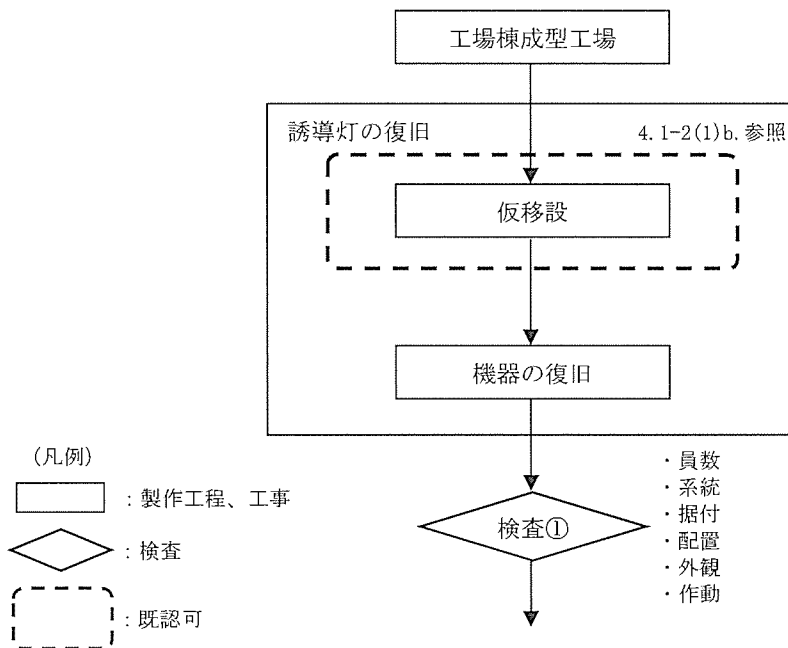 工場棟成型工場
誘導灯の復旧
4.1-2(1)b.参照
仮移設
機器の復旧
検査①
・員数
・系統
・据付
・配置
・外観
・作動
(凡例)
：製作工程、工事
：検査
：既認可